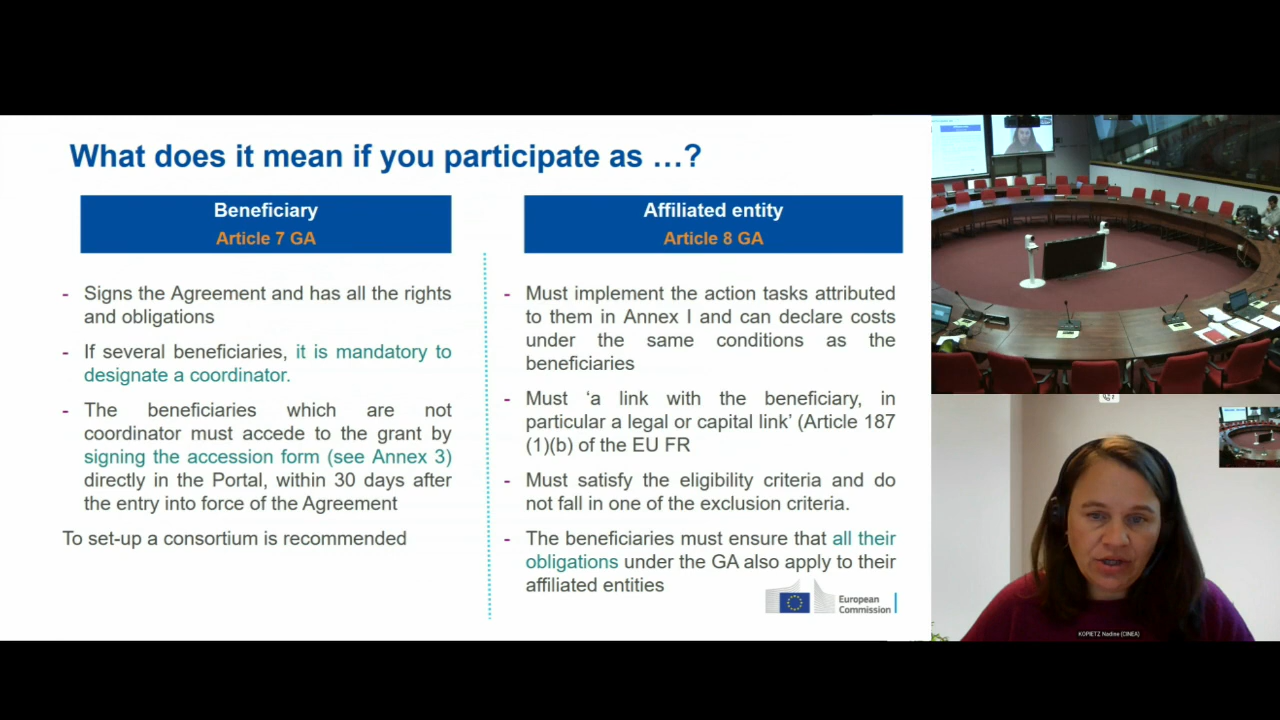 What does it mean if you participate as …?
Beneficiary
Article 7 GA
- Signs the Agreement and has all the rights
and obligations
- If several beneficiaries, it is mandatory to
designate a coordinator.
- The beneficiaries which are not
coordinator must accede to the grant by
signing the accession form (see Annex 3)
directly in the Portal, within 30 days after
the entry into force of the Agreement
To set-up a consortium is recommended
Affiliated entity
Article 8 GA
- Must implement the action tasks attributed
to them in Annex I and can declare costs
under the same conditions as the
beneficiaries
- Must ‘a link with the beneficiary, in
particular a legal or capital link’ (Article 187
(1)(b) of the EU FR
- Must satisfy the eligibility criteria and do
not fall in one of the exclusion criteria.
- The beneficiaries must ensure that all their
obligations under the GA also apply to their
affiliated entities
European
Commission
KOPIETZ Nadine (CINEA)